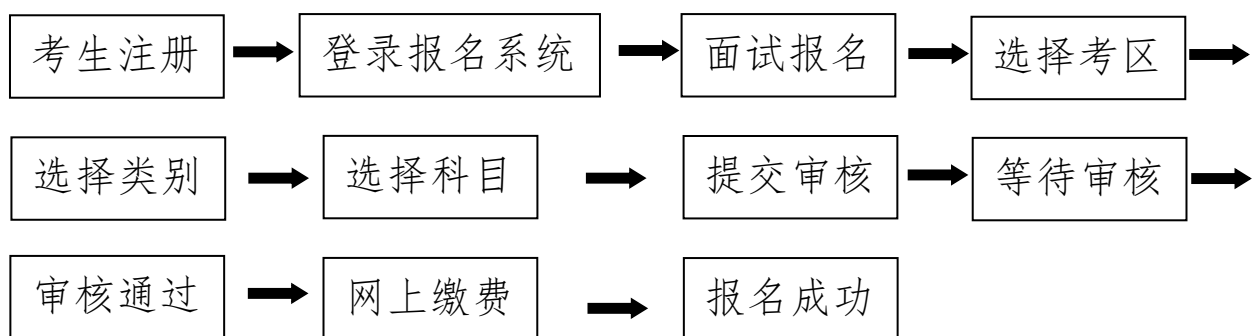 考生注册 登录报名系统 面试报名 选择考区
选择类别 选择科目 提交审核 等待审核
审核通过 网上缴费 报名成功